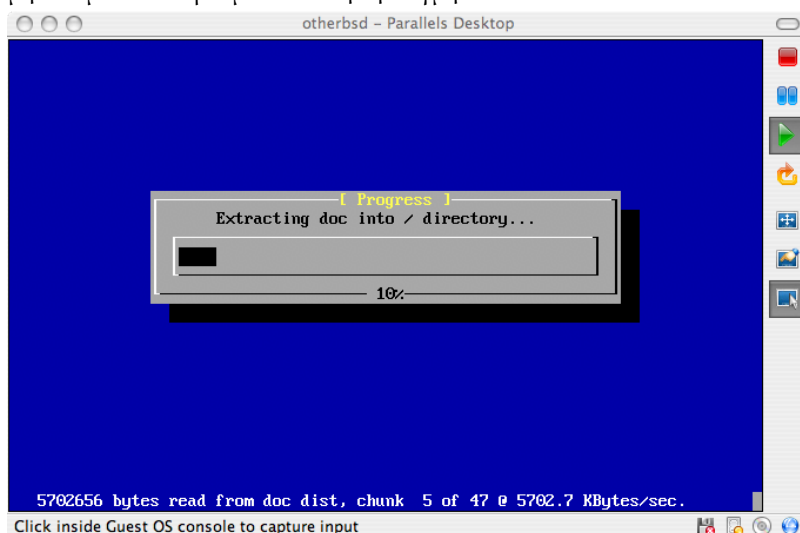 otherbsd – Parallels Desktop
[ Progress ]
Extracting doc into / directory...
10%
5702656 bytes read from doc dist, chunk  5 of 47 @ 5702.7 KBytes/sec.
Click inside Guest OS console to capture input